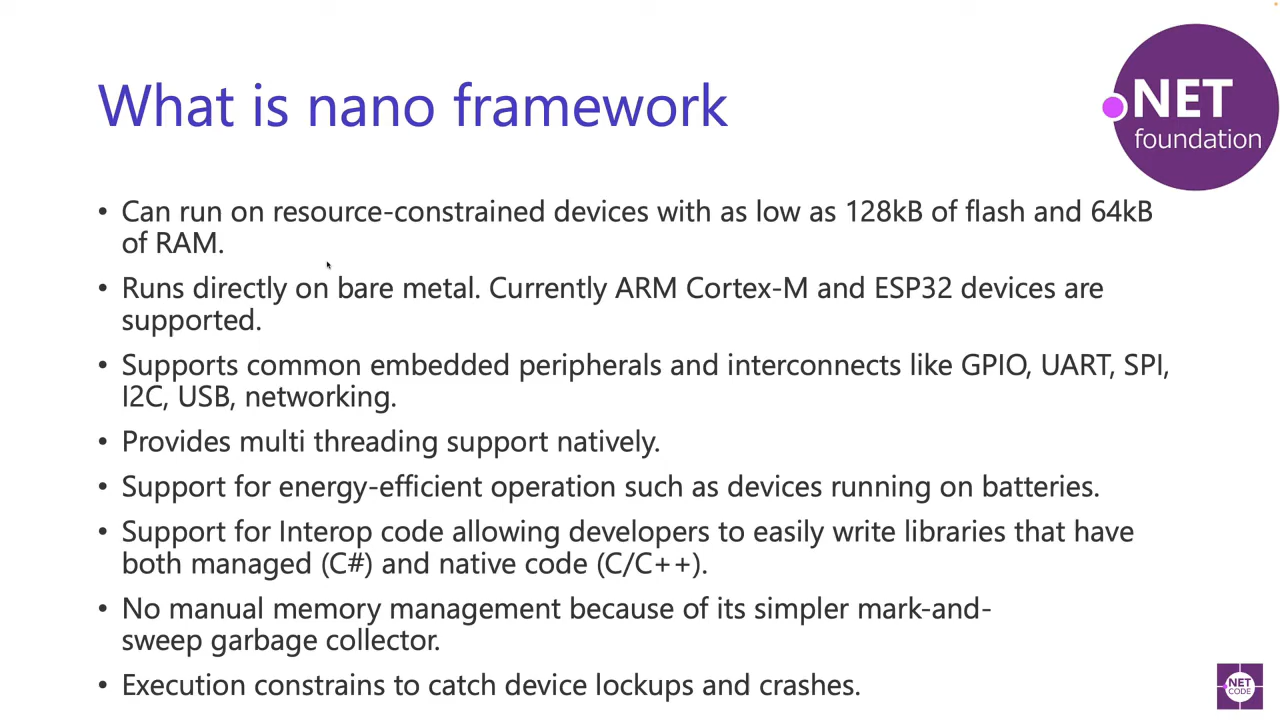 What is nano framework
.NET
foundation
• Can run on resource-constrained devices with as low as 128kB of flash and 64kB
of RAM.
• Runs directly on bare metal. Currently ARM Cortex-M and ESP32 devices are
supported.
• Supports common embedded peripherals and interconnects like GPIO, UART, SPI,
I2C, USB, networking.
• Provides multi threading support natively.
• Support for energy-efficient operation such as devices running on batteries.
• Support for Interop code allowing developers to easily write libraries that have
both managed (C#) and native code (C/C++).
• No manual memory management because of its simpler mark-and-
sweep garbage collector.
• Execution constrains to catch device lockups and crashes.
.NET
CODE